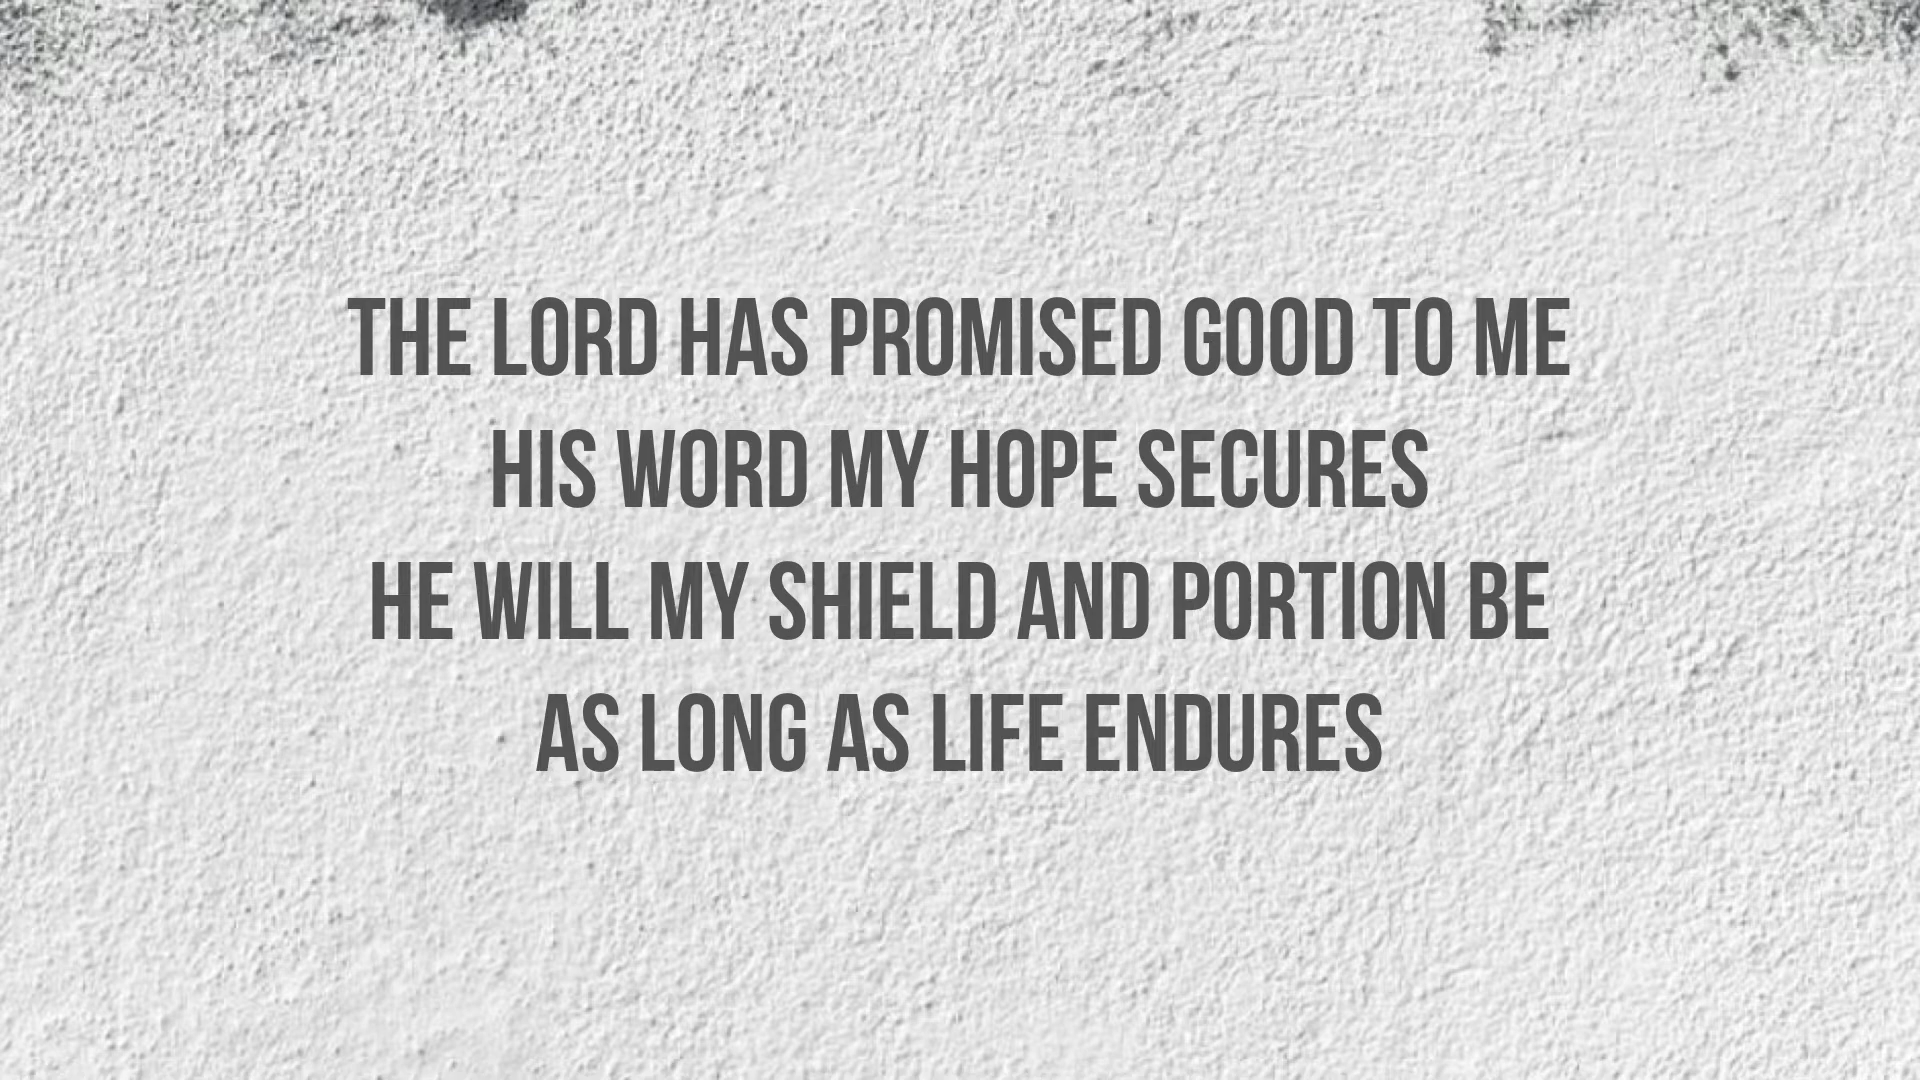 THE LORD HAS PROMISED GOOD TO ME
HIS WORD MY HOPE SECURES
HE WILL MY SHIELD AND PORTION BE
AS LONG AS LIFE ENDURES